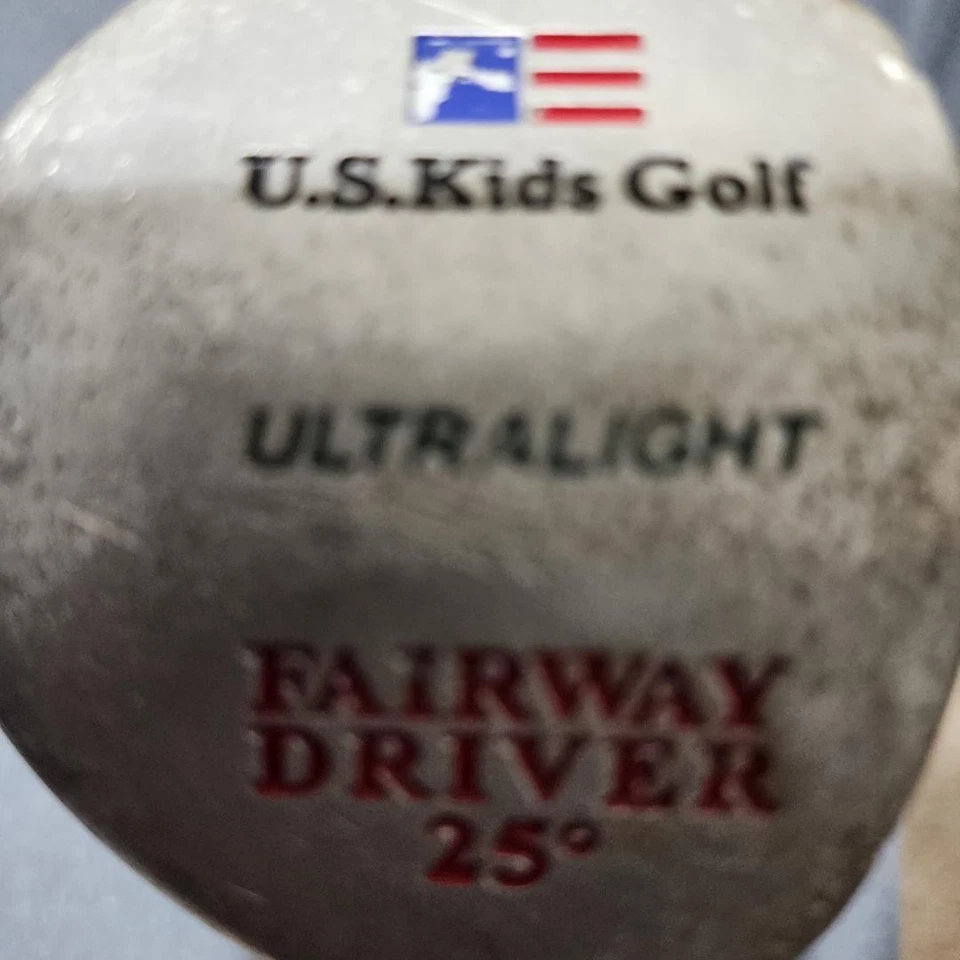 U.S.Kids Golf
ULTRALIGHT
FAIRWAY
DRIVER
25°